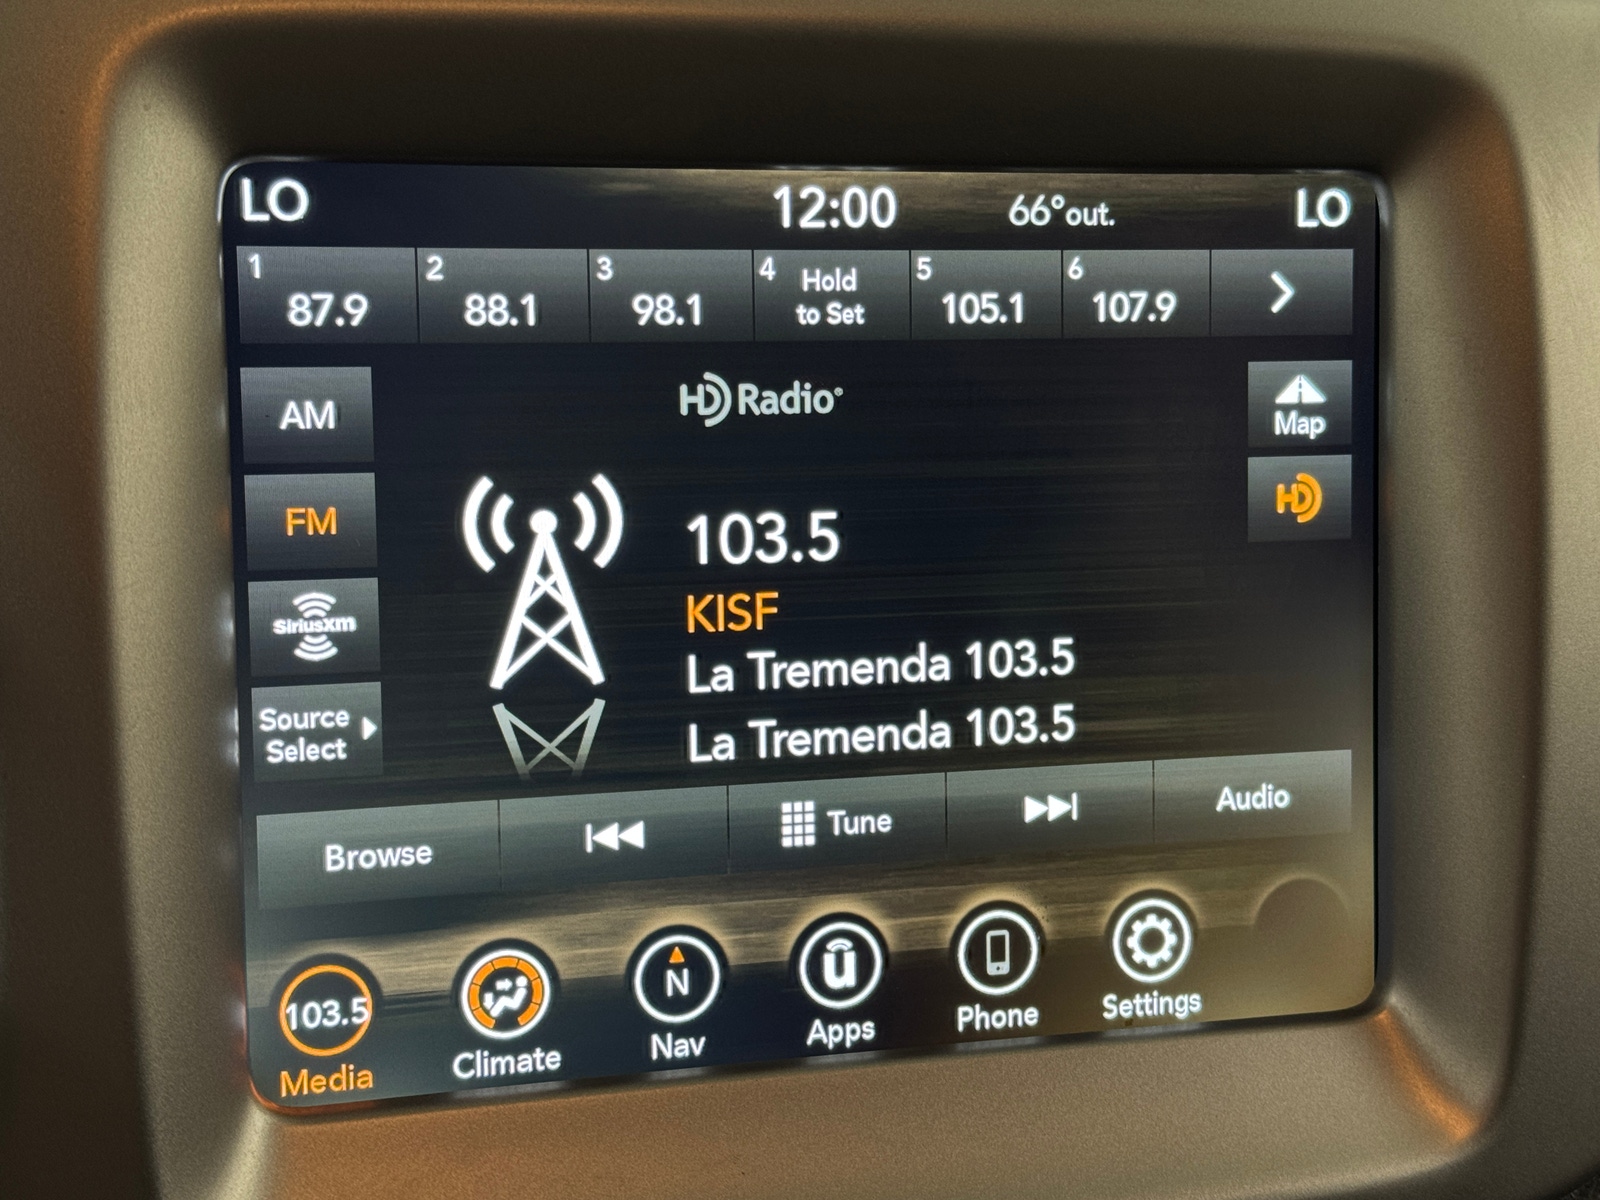 LO 12:00 66°out. LO
1 87.9 2 88.1 3 98.1 4 Hold to Set 5 105.1 6 107.9
HD Radio®
AM
Map
FM
HD
103.5
KISF
SiriusXM
La Tremenda 103.5
Source
Select
La Tremenda 103.5
Browse Tune Audio
103.5 N u
Media Climate Nav Apps Phone Settings